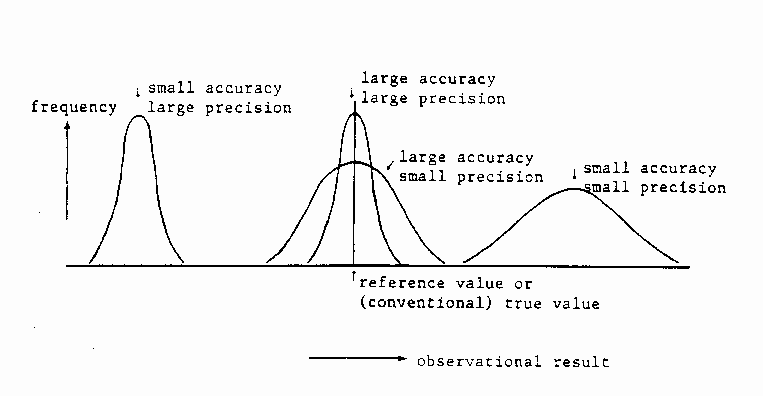 large accuracy
large precision
small accuracy
large precision
frequency
large accuracy
small precision
small accuracy
small precision
reference value or
(conventional) true value
observational result